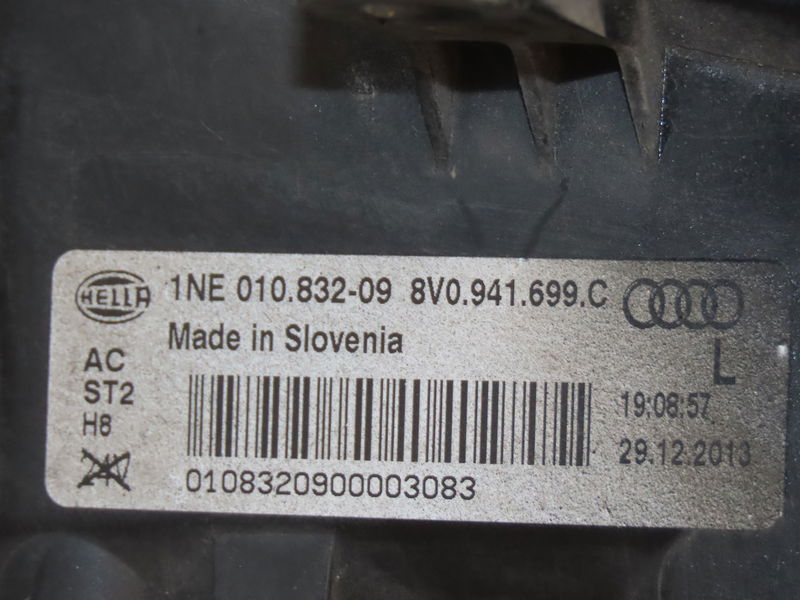 HELLA 1NE 010.832-09 8V0.941.699.C
Made in Slovenia L
AC
ST2 19:08:57
H8 29.12.2013
0108320900003083